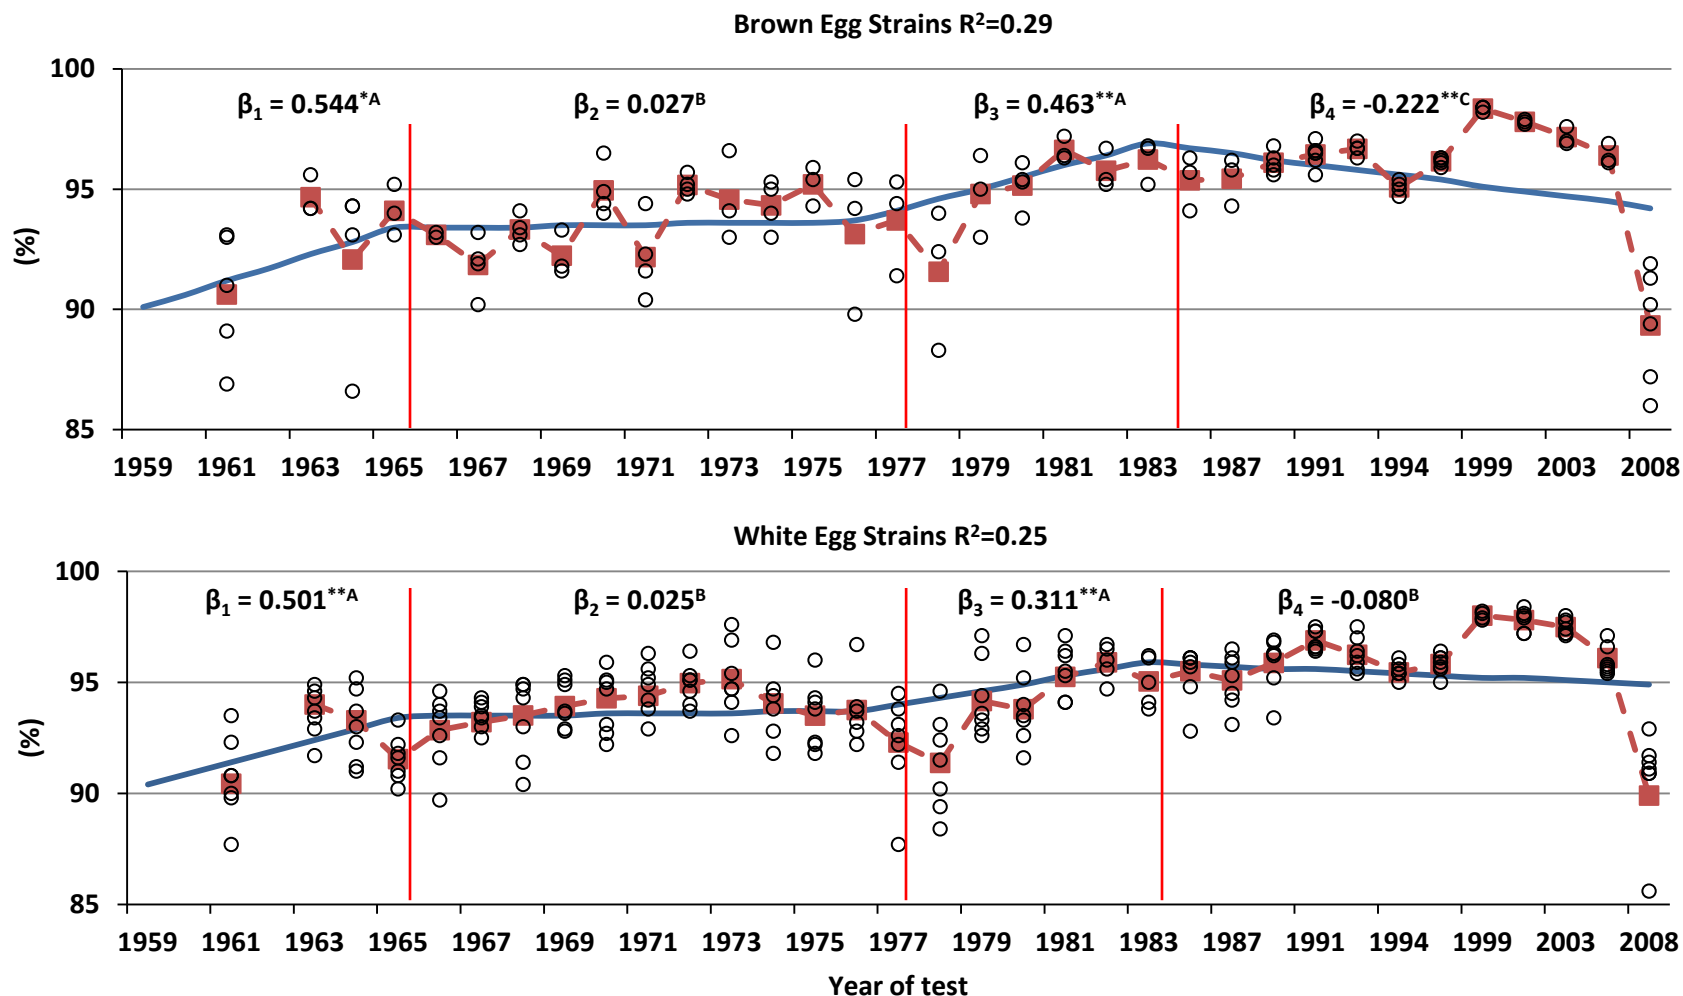 Brown Egg Strains R²=0.29
100
β₁ = 0.544*ᴬ
β₂ = 0.027ᴮ
β₃ = 0.463**ᴬ
β₄ = -0.222**ᶜ
95
(%)
90
85
1959 1961 1963 1965 1967 1969 1971 1973 1975 1977 1979 1981 1983 1987 1991 1994 1999 2003 2008
White Egg Strains R²=0.25
100
β₁ = 0.501**ᴬ
β₂ = 0.025ᴮ
β₃ = 0.311**ᴬ
β₄ = -0.080ᴮ
95
(%)
90
85
1959 1961 1963 1965 1967 1969 1971 1973 1975 1977 1979 1981 1983 1987 1991 1994 1999 2003 2008
Year of test